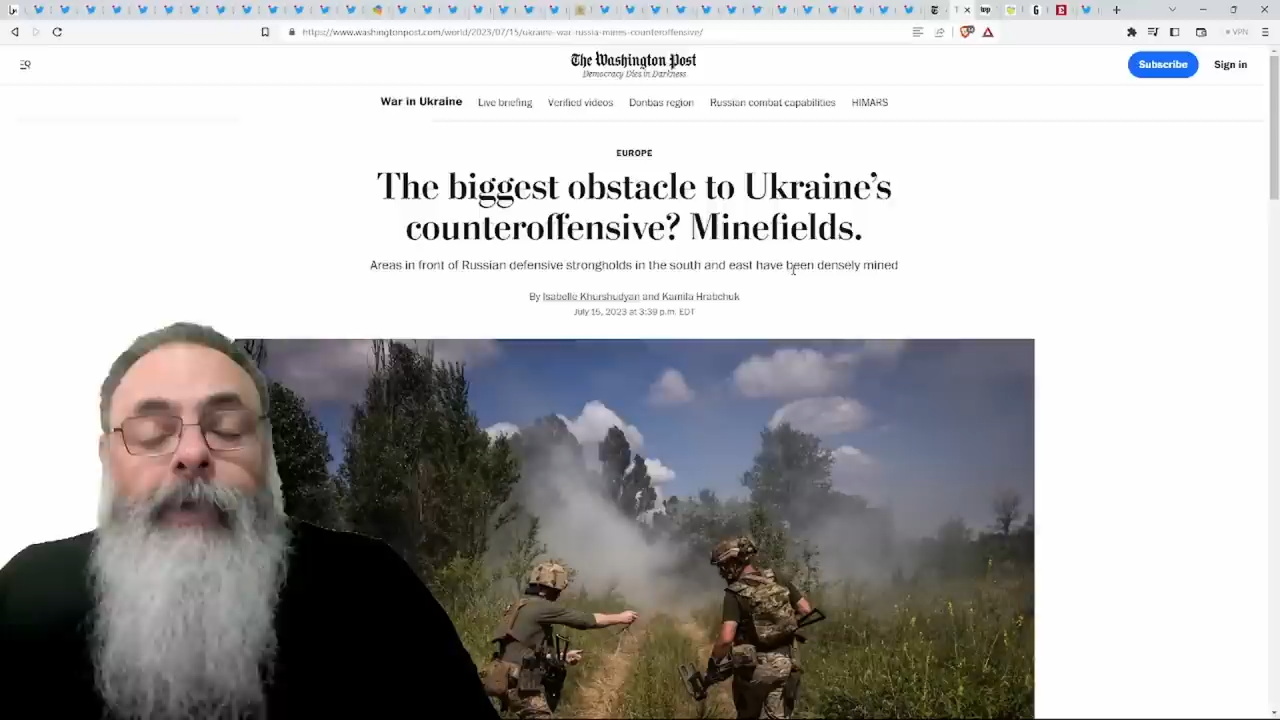 https://www.washingtonpost.com/world/2023/07/15/ukraine-war-russia-mines-counteroffensive/
VPN
The Washington Post
Democracy Dies in Darkness
Subscribe
Sign in
War in Ukraine
Live briefing
Verified videos
Donbas region
Russian combat capabilities
HIMARS
EUROPE
The biggest obstacle to Ukraine's
counteroffensive? Minefields.
Areas in front of Russian defensive strongholds in the south and east have been densely mined
By Isabelle Khurshudyan and Kamila Hrabchuk
July 15, 2023 at 3:39 p.m. EDT